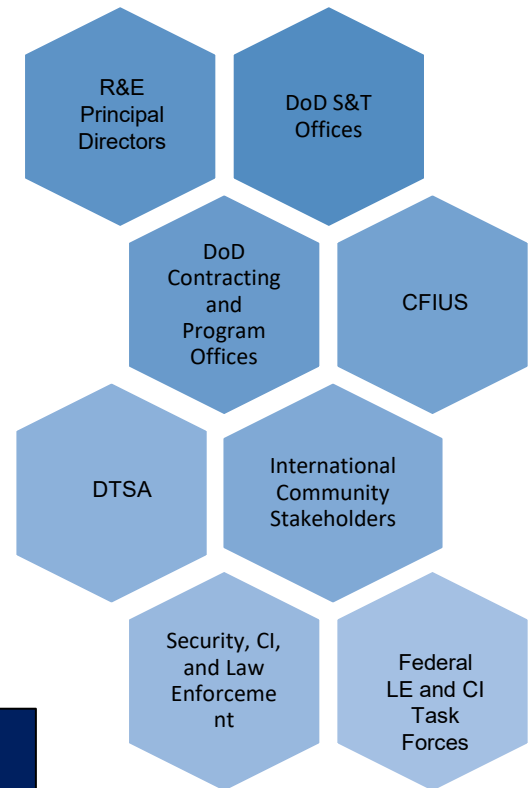 R&E
Principal
Directors
DoD S&T
Offices
DoD
Contracting
and
Program
Offices
CFIUS
DTSA
International
Community
Stakeholders
Security, CI,
and Law
Enforceme
nt
Federal
LE and CI
Task
Forces